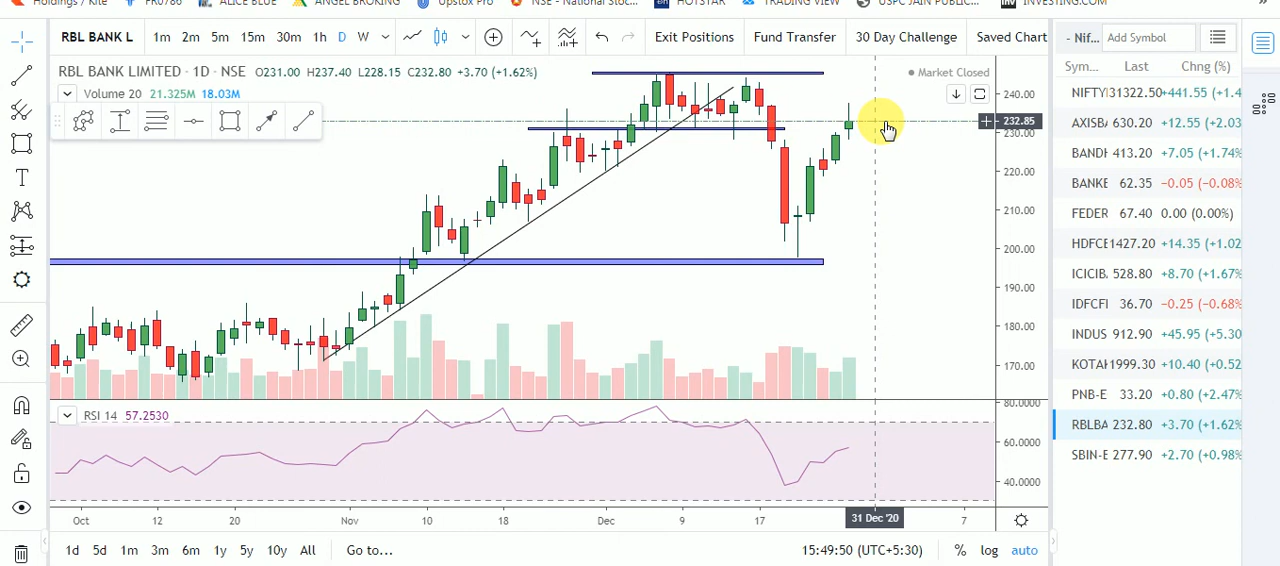 Holdings / Kite
FR0786
ALICE BLUE
ANGEL BROKING
Upstox Pro
NSE - National Stoc...
HOTSTAR
TRADING VIEW
USPC JAIN PUBLIC...
INVESTING.COM
RBL BANK L 1m 2m 5m 15m 30m 1h D W Exit Positions Fund Transfer 30 Day Challenge Saved Chart
- Nif... Add Symbol
RBL BANK LIMITED · 1D · NSE O231.00 H237.40 L228.15 C232.80 +3.70 (+1.62%)
Market Closed
Volume 20 21.325M 18.03M
Sym... Last Chng (%)
NIFTY 31322.50 +441.55 (+1.4
AXISB 630.20 +12.55 (+2.03
BANDH 413.20 +7.05 (+1.74%
BANKE 62.35 −0.05 (−0.08%
FEDER 67.40 0.00 (0.00%)
HDFCE 1427.20 +14.35 (+1.02
ICICIB 528.80 +8.70 (+1.67%
IDFCFI 36.70 −0.25 (−0.68%
INDUS 912.90 +45.95 (+5.30
KOTAH 1999.30 +10.40 (+0.52
PNB-E 33.20 +0.80 (+2.47%
RBLBA 232.80 +3.70 (+1.62%
SBIN-E 277.90 +2.70 (+0.98%
240.00
232.85
230.00
220.00
210.00
200.00
190.00
180.00
170.00
RSI 14 57.2530
80.0000
60.0000
40.0000
Oct 12 20 Nov 10 18 Dec 9 17 31 Dec '20 7
1d 5d 1m 3m 6m 1y 5y 10y All Go to... 15:49:50 (UTC+5:30) % log auto